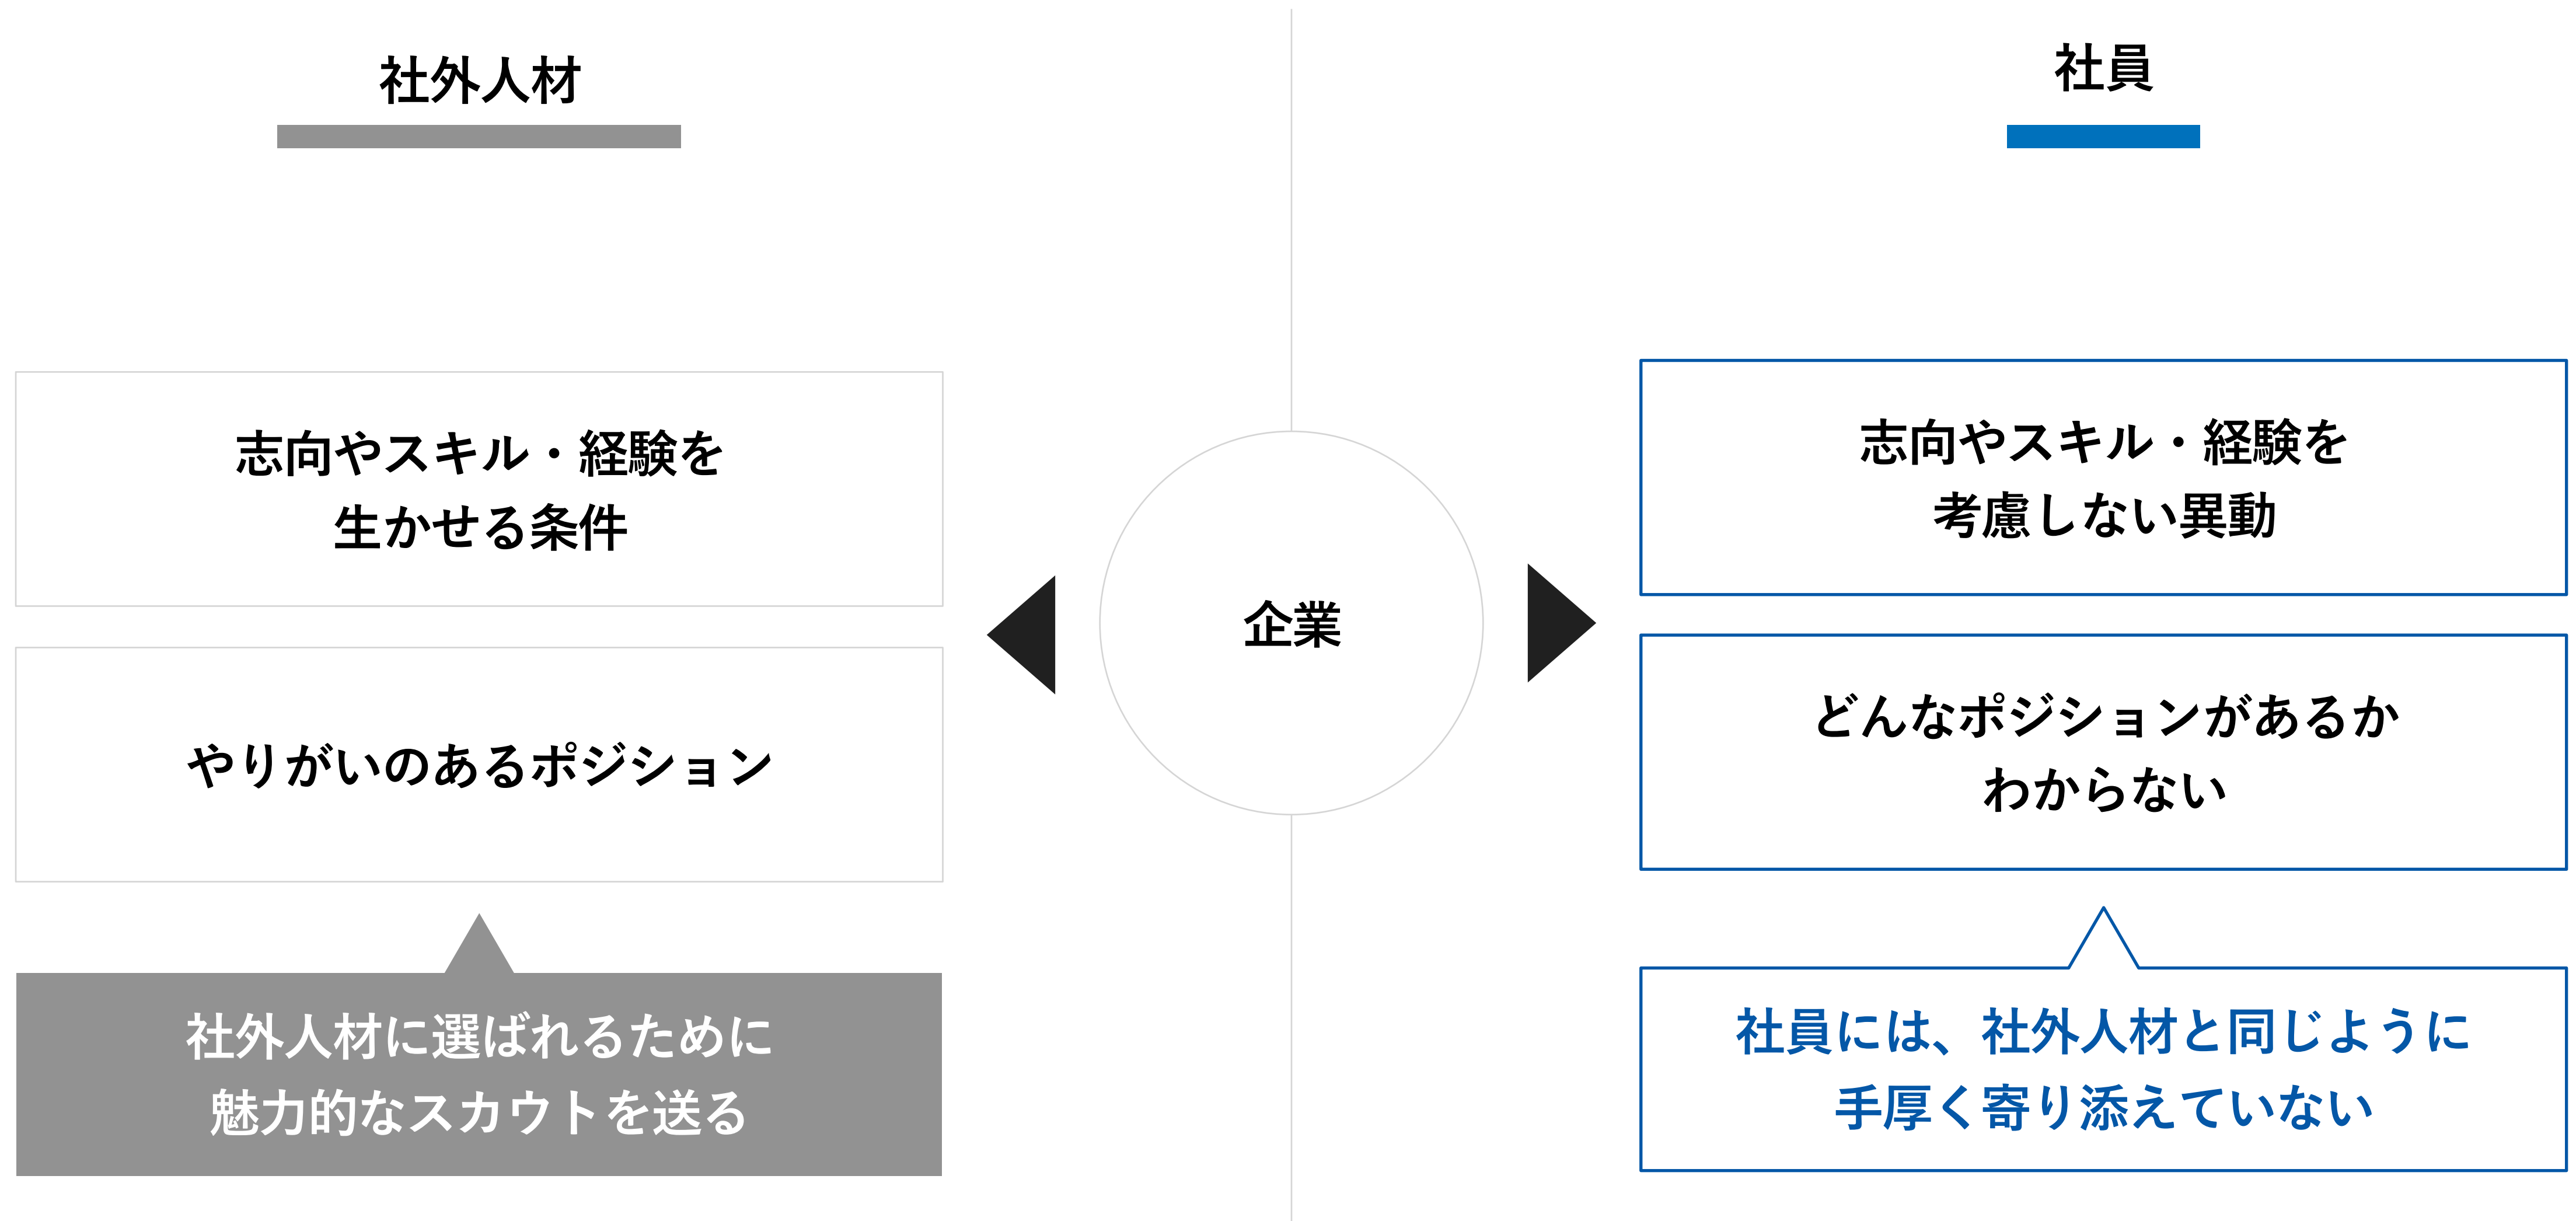 社外人材
志向やスキル・経験を
生かせる条件
やりがいのあるポジション
社外人材に選ばれるために
魅力的なスカウトを送る
企業
社員
志向やスキル・経験を
考慮しない異動
どんなポジションがあるか
わからない
社員には、社外人材と同じように
手厚く寄り添えていない